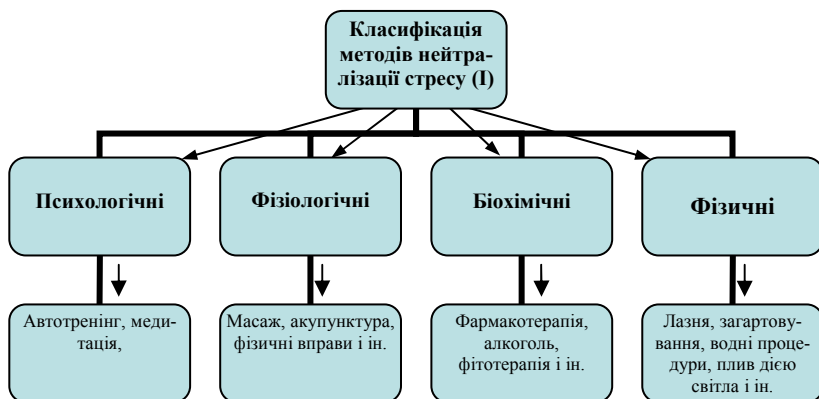 Класифікація
методів нейтра-
лізації стресу (І)
Психологічні
Фізіологічні
Біохімічні
Фізичні
Автотренінг, меди-
тація,
Масаж, акупунктура,
фізичні вправи і ін.
Фармакотерапія,
алкоголь,
фітотерапія і ін.
Лазня, загартову-
вання, водні проце-
дури, плив дією
світла і ін.